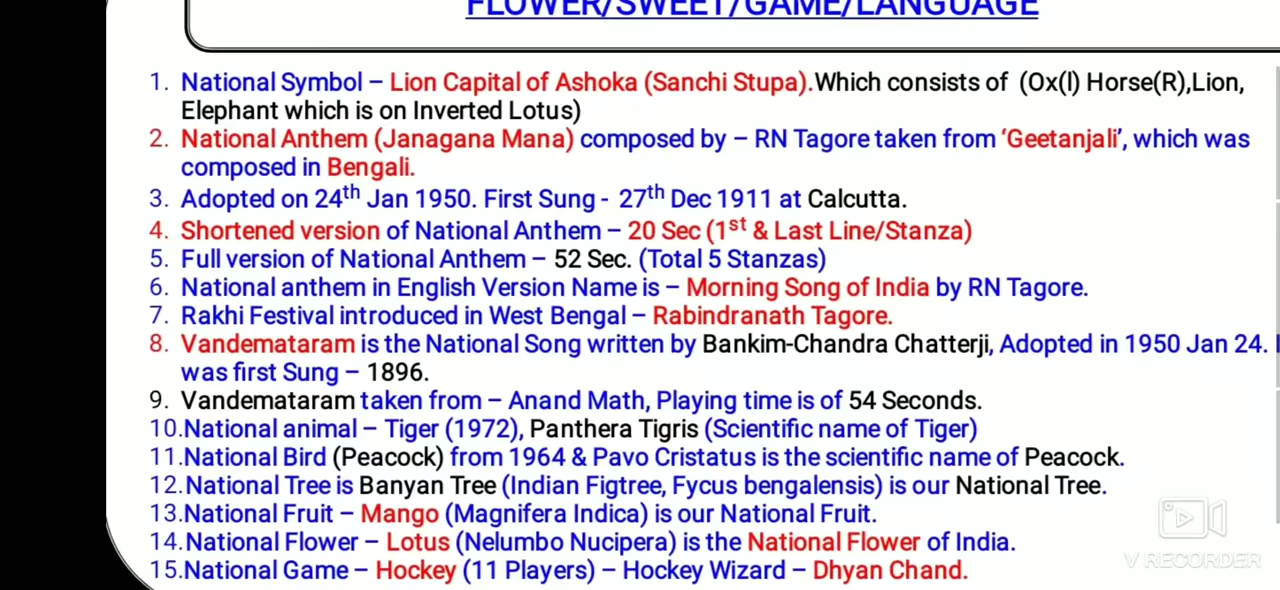 FLOWER/SWEET/GAME/LANGUAGE
1. National Symbol – Lion Capital of Ashoka (Sanchi Stupa).Which consists of (Ox(l) Horse(R),Lion,
Elephant which is on Inverted Lotus)
2. National Anthem (Janagana Mana) composed by – RN Tagore taken from ‘Geetanjali’, which was
composed in Bengali.
3. Adopted on 24th Jan 1950. First Sung - 27th Dec 1911 at Calcutta.
4. Shortened version of National Anthem – 20 Sec (1st & Last Line/Stanza)
5. Full version of National Anthem – 52 Sec. (Total 5 Stanzas)
6. National anthem in English Version Name is – Morning Song of India by RN Tagore.
7. Rakhi Festival introduced in West Bengal – Rabindranath Tagore.
8. Vandemataram is the National Song written by Bankim-Chandra Chatterji, Adopted in 1950 Jan 24.
was first Sung – 1896.
9. Vandemataram taken from – Anand Math, Playing time is of 54 Seconds.
10.National animal – Tiger (1972), Panthera Tigris (Scientific name of Tiger)
11.National Bird (Peacock) from 1964 & Pavo Cristatus is the scientific name of Peacock.
12.National Tree is Banyan Tree (Indian Figtree, Fycus bengalensis) is our National Tree.
13.National Fruit – Mango (Magnifera Indica) is our National Fruit.
14.National Flower – Lotus (Nelumbo Nucipera) is the National Flower of India.
15.National Game – Hockey (11 Players) – Hockey Wizard – Dhyan Chand.
V RECORDER